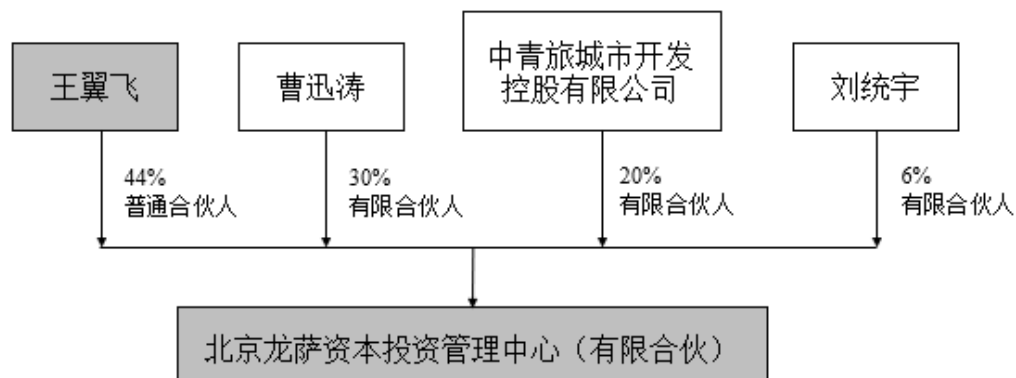 王翼飞
曹迅涛
中青旅城市开发
控股有限公司
刘统宇
44%
普通合伙人
30%
有限合伙人
20%
有限合伙人
6%
有限合伙人
北京龙萨资本投资管理中心（有限合伙）